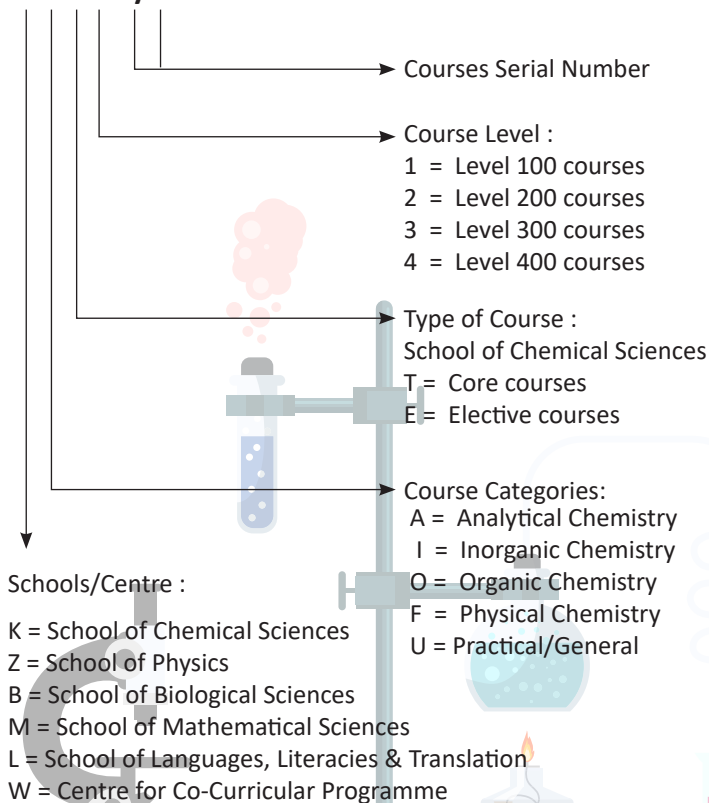 Courses Serial Number
Course Level :
1 = Level 100 courses
2 = Level 200 courses
3 = Level 300 courses
4 = Level 400 courses
Type of Course :
School of Chemical Sciences
T = Core courses
E = Elective courses
Course Categories:
A = Analytical Chemistry
I = Inorganic Chemistry
O = Organic Chemistry
F = Physical Chemistry
U = Practical/General
Schools/Centre :
K = School of Chemical Sciences
Z = School of Physics
B = School of Biological Sciences
M = School of Mathematical Sciences
L = School of Languages, Literacies & Translation
W = Centre for Co-Curricular Programme